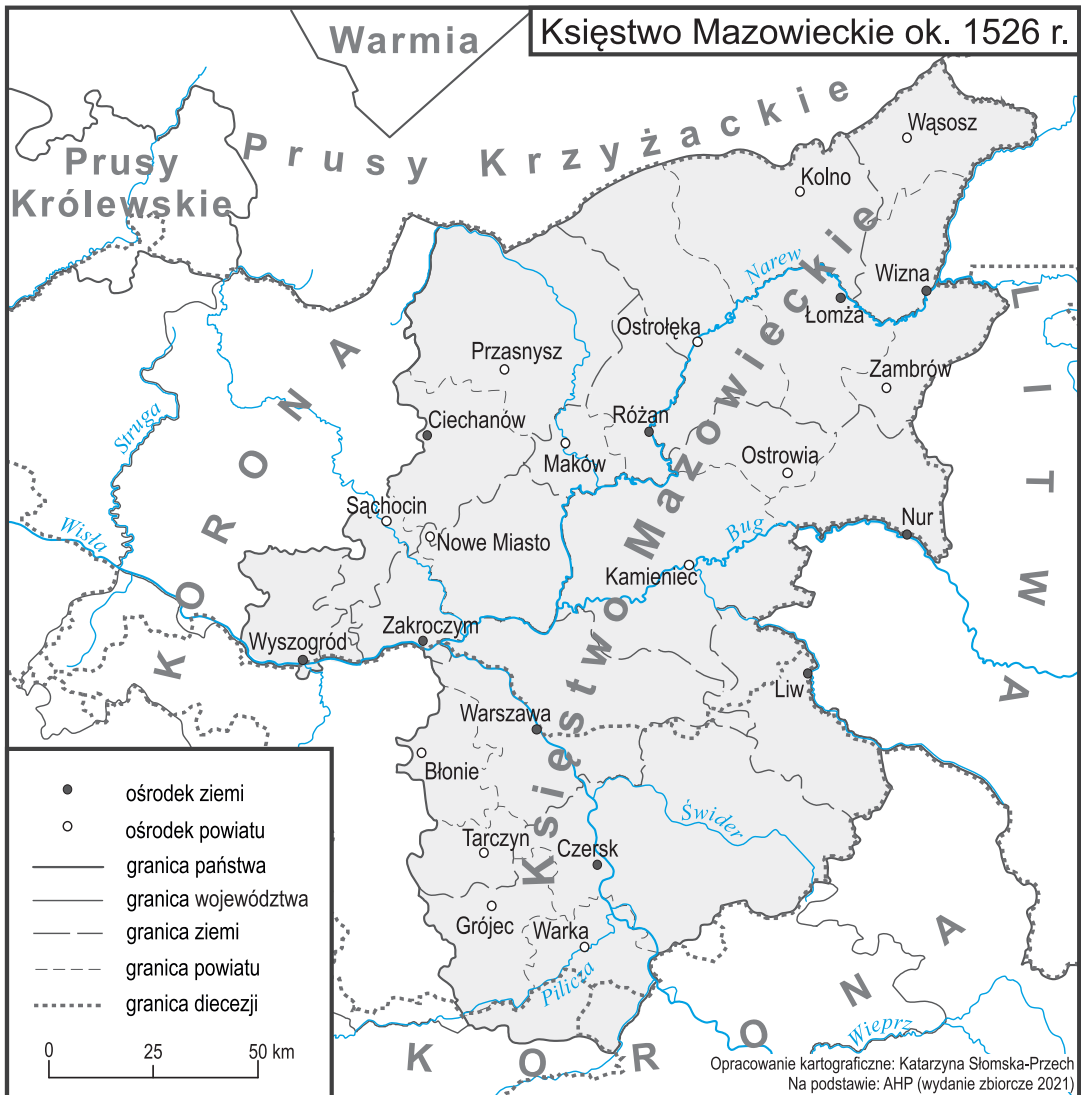 Księstwo Mazowieckie ok. 1526 r.
Warmia
Prusy Krzyżackie
Prusy
Królewskie
Wąsosz
Kolno
Narew
Wizna
Łomża
LITWA
Ostrołęka
Przasnysz
Zambrów
KORONA
Struga
Ciechanów
Różan
Maków
Ostrowia
Księstwo Mazowieckie
Sąchocin
Nowe Miasto
Wisła
Bug
Nur
Kamieniec
Wyszogród
Zakroczym
Liw
Warszawa
Błonie
Świder
Tarczyn
Czersk
Grójec
Warka
Pilicza
KORONA
Wieprz
ośrodek ziemi
ośrodek powiatu
granica państwa
granica województwa
granica ziemi
granica powiatu
granica diecezji
0 25 50 km
Opracowanie kartograficzne: Katarzyna Słomska-Przech
Na podstawie: AHP (wydanie zbiorcze 2021)